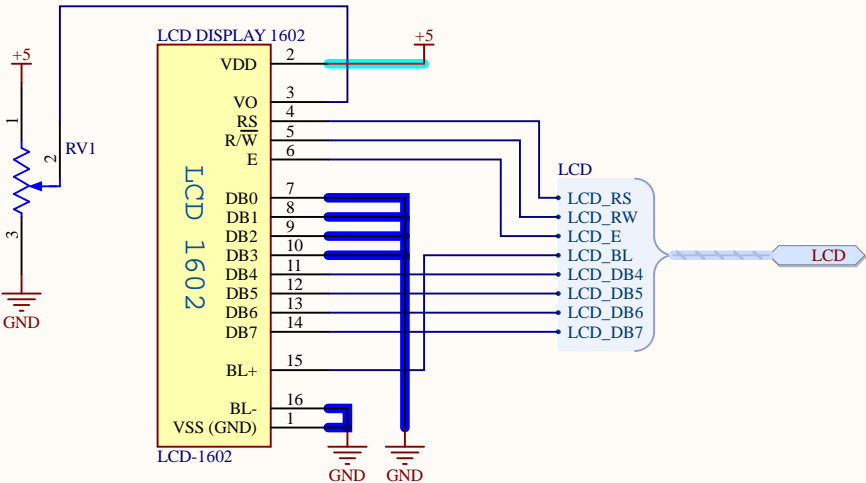 LCD DISPLAY 1602
+5
+5
VDD 2
VO 3
RS 4
R/W 5
E 6
DB0 7
DB1 8
DB2 9
DB3 10
DB4 11
DB5 12
DB6 13
DB7 14
BL+ 15
BL- 16
VSS (GND) 1
LCD 1602
LCD-1602
1
2
RV1
3
GND
GND
GND
LCD
LCD_RS
LCD_RW
LCD_E
LCD_BL
LCD_DB4
LCD_DB5
LCD_DB6
LCD_DB7
LCD